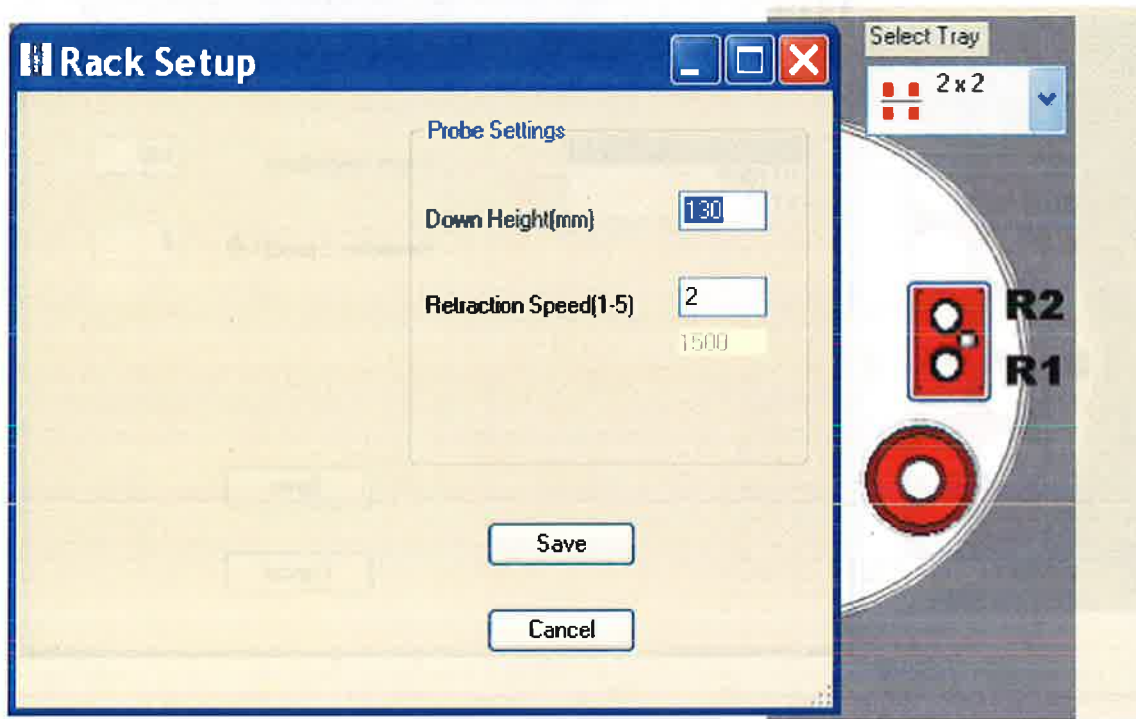 Rack Setup
Select Tray
2 x 2
Probe Settings
Down Height(mm)
130
Retraction Speed(1-5)
2
1500
R2
R1
Save
Cancel